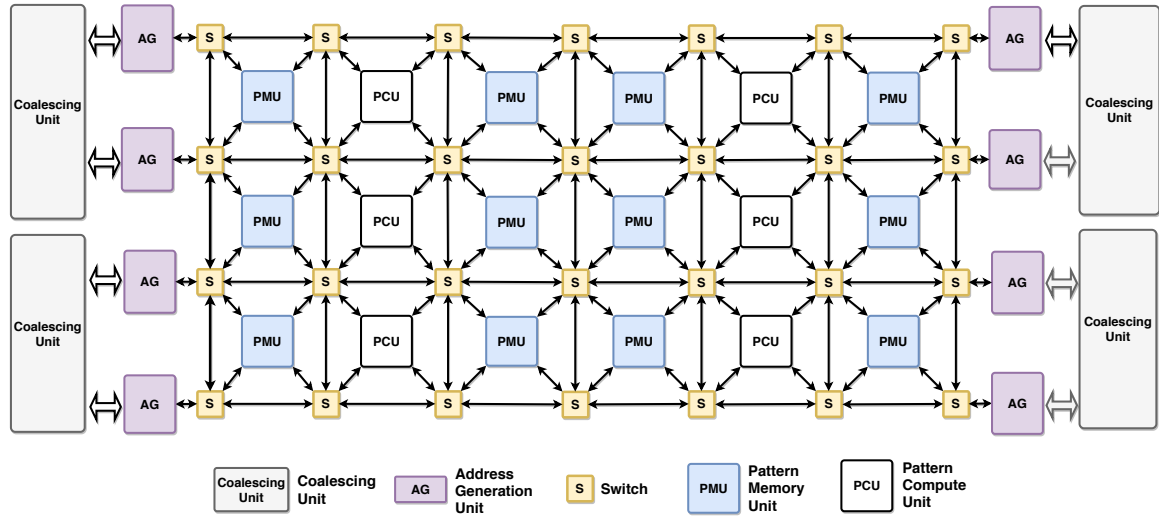 Coalescing
Unit
AG
S
S
S
S
S
S
S
AG
Coalescing
Unit
PMU
PCU
PMU
PMU
PCU
PMU
AG
S
S
S
S
S
S
S
AG
PMU
PCU
PMU
PMU
PCU
PMU
Coalescing
Unit
AG
S
S
S
S
S
S
S
AG
Coalescing
Unit
PMU
PCU
PMU
PMU
PCU
PMU
AG
S
S
S
S
S
S
S
AG
Coalescing
Unit
Coalescing
Unit
AG
Address
Generation
Unit
S
Switch
PMU
Pattern
Memory
Unit
PCU
Pattern
Compute
Unit